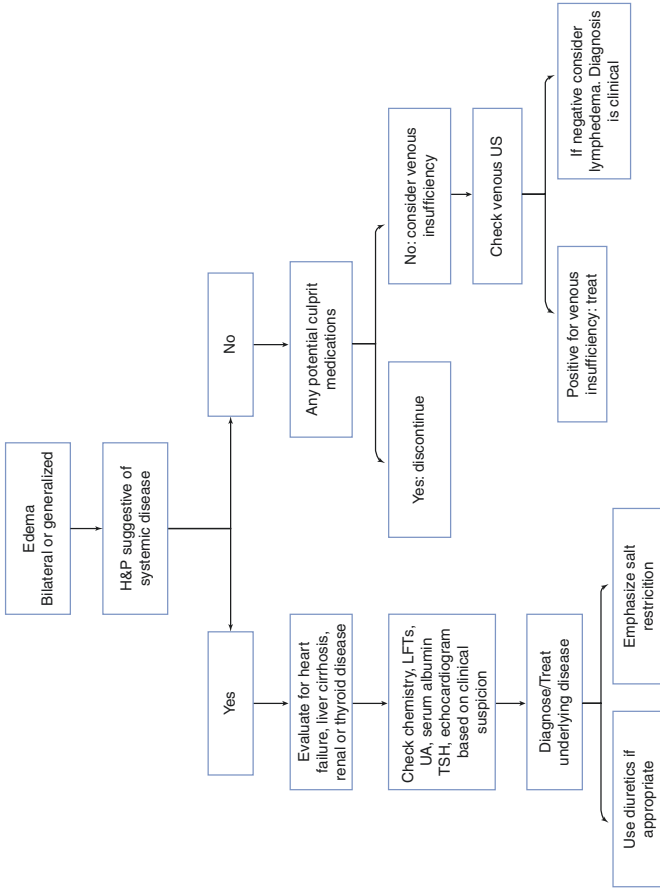 Edema
Bilateral or generalized
H&P suggestive of
systemic disease
Yes
No
Evaluate for heart
failure, liver cirrhosis,
renal or thyroid disease
Any potential culprit
medications
Check chemistry, LFTs,
UA, serum albumin
TSH, echocardiogram
based on clinical
suspicion
Yes: discontinue
No: consider venous
insufficiency
Diagnose/Treat
underlying disease
Check venous US
Use diuretics if
appropriate
Emphasize salt
restricition
Positive for venous
insufficiency: treat
If negative consider
lymphedema. Diagnosis
is clinical